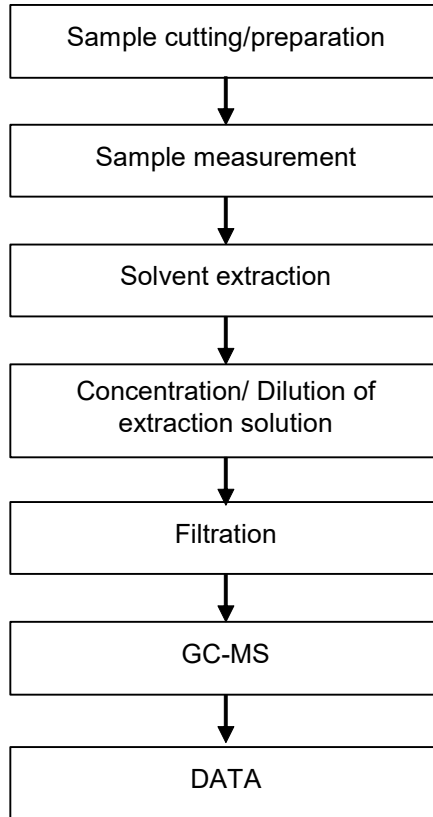 Sample cutting/preparation
Sample measurement
Solvent extraction
Concentration/ Dilution of
extraction solution
Filtration
GC-MS
DATA